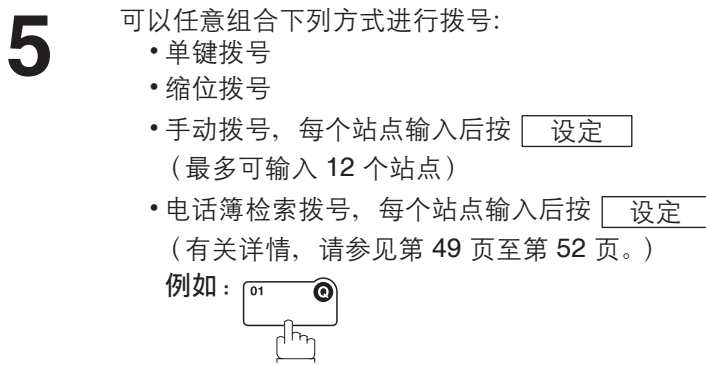 5
可以任意组合下列方式进行拨号:
•单键拨号
•缩位拨号
•手动拨号，每个站点输入后按 设定
（最多可输入 12 个站点）
•电话簿检索拨号，每个站点输入后按 设定
（有关详情，请参见第 49 页至第 52 页。）
例如：
01 Q